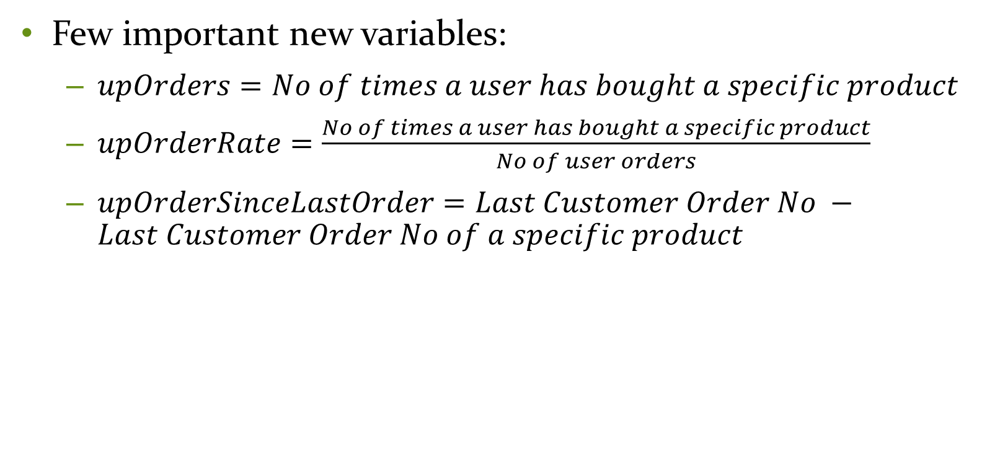 • Few important new variables:
– upOrders = No of times a user has bought a specific product
– upOrderRate = No of times a user has bought a specific product / No of user orders
– upOrderSinceLastOrder = Last Customer Order No −
Last Customer Order No of a specific product